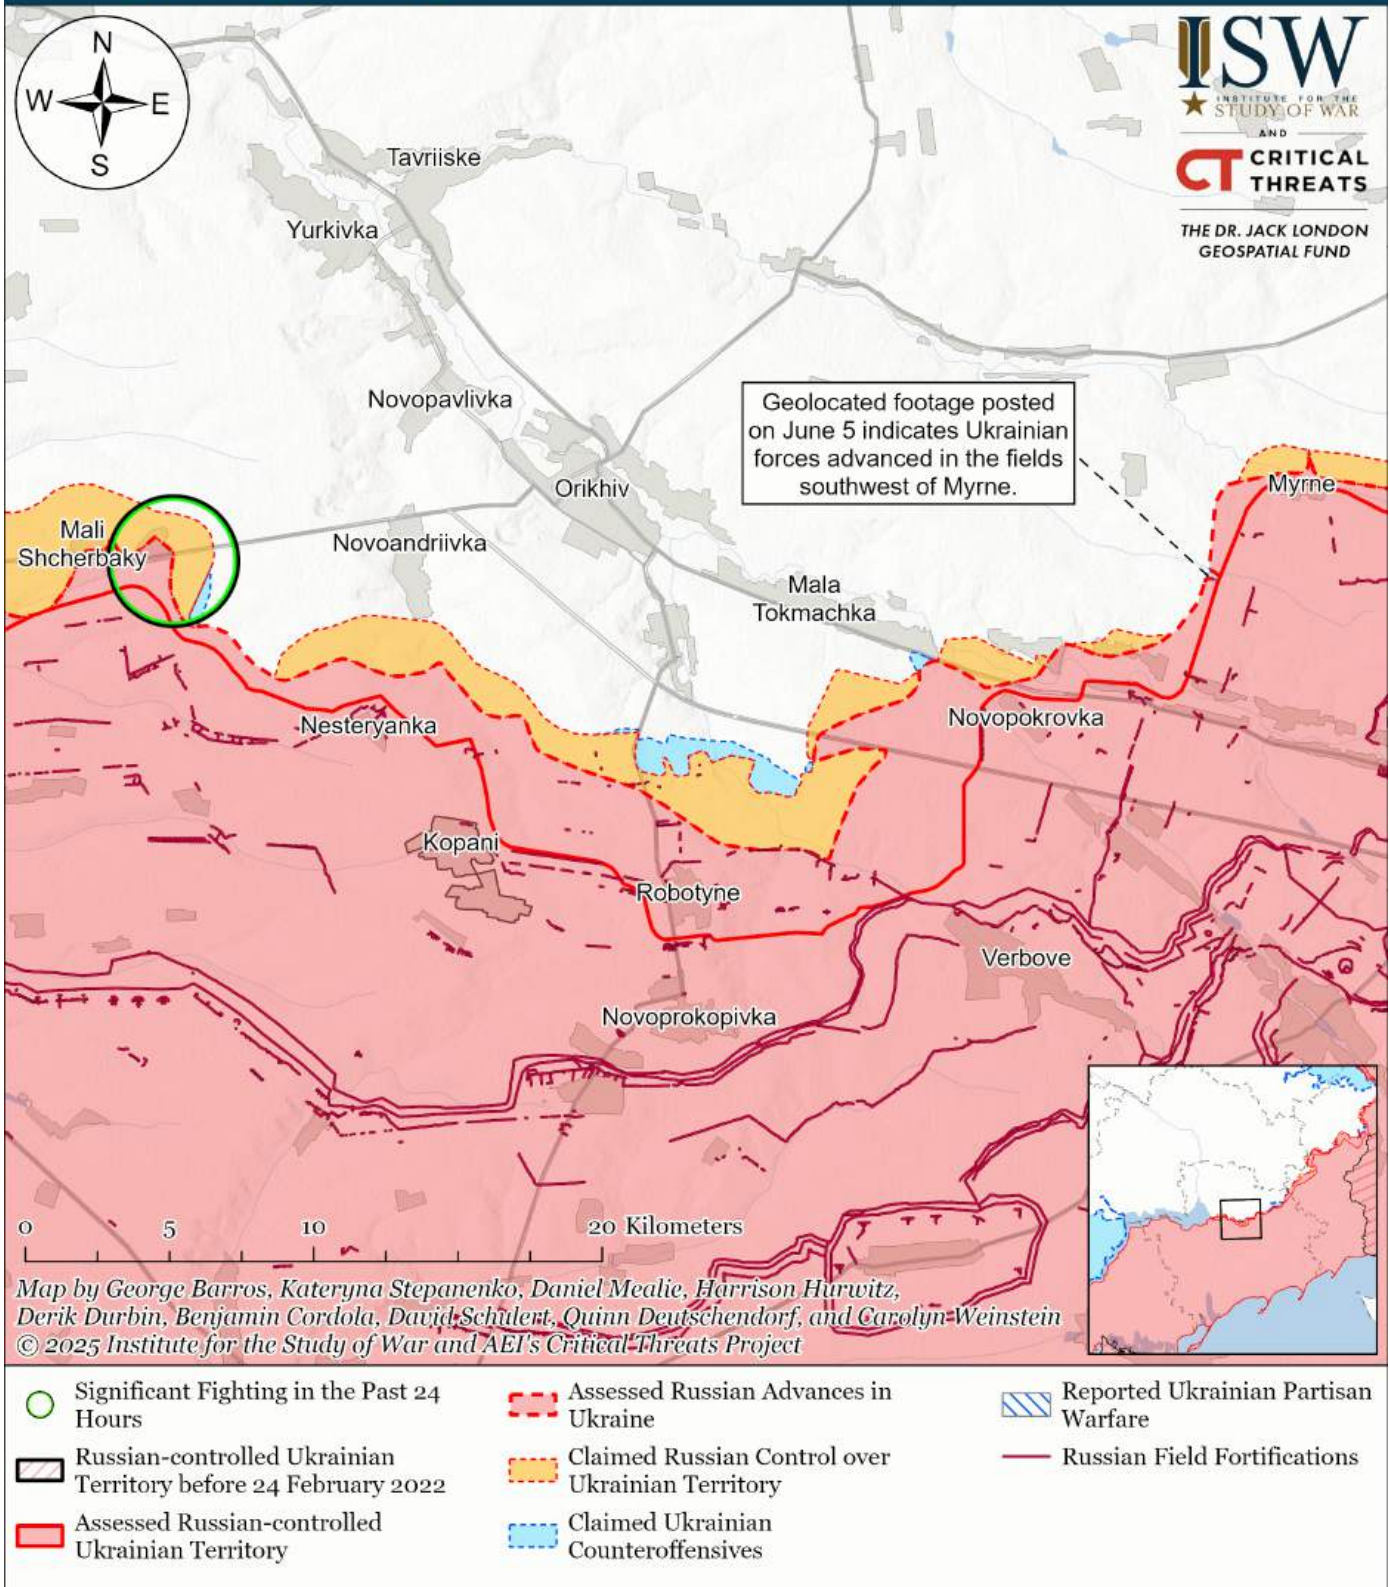 N
W
E
S
ISW
INSTITUTE FOR THE
STUDY OF WAR
AND
CT CRITICAL
THREATS
THE DR. JACK LONDON
GEOSPATIAL FUND
Tavriiske
Yurkivka
Novopavlivka
Geolocated footage posted
on June 5 indicates Ukrainian
forces advanced in the fields
southwest of Myrne.
Orikhiv
Myrne
Mali
Shcherbaky
Novoandriivka
Mala
Tokmachka
Nesteryanka
Novopokrovka
Kopani
Robotyne
Verbove
Novoprokopivka
0 5 10 20 Kilometers
Map by George Barros, Kateryna Stepanenko, Daniel Mealie, Harrison Hurwitz,
Derik Durbin, Benjamin Cordola, David Schulert, Quinn Deutschendorf, and Carolyn Weinstein
© 2025 Institute for the Study of War and AEI's Critical Threats Project
Significant Fighting in the Past 24
Hours
Russian-controlled Ukrainian
Territory before 24 February 2022
Assessed Russian-controlled
Ukrainian Territory
Assessed Russian Advances in
Ukraine
Claimed Russian Control over
Ukrainian Territory
Claimed Ukrainian
Counteroffensives
Reported Ukrainian Partisan
Warfare
Russian Field Fortifications